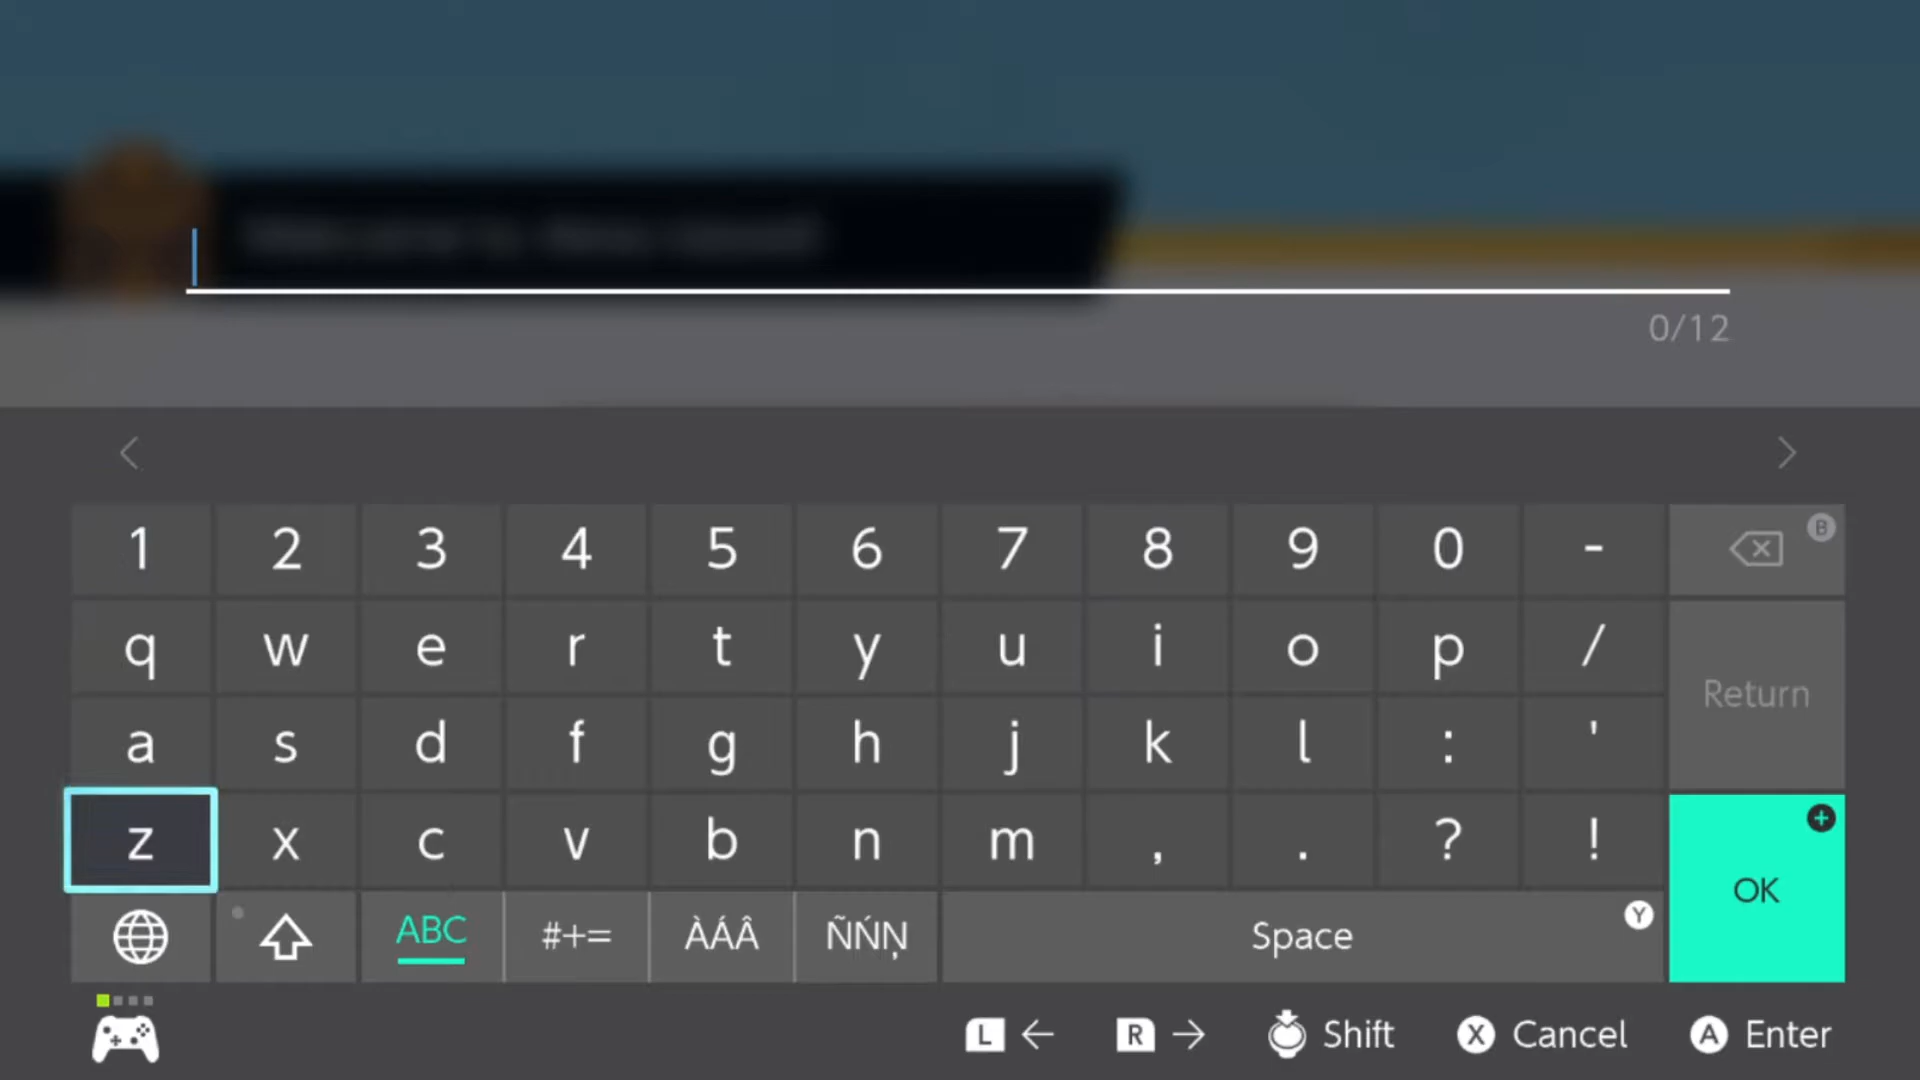 0/12
1 2 3 4 5 6 7 8 9 0 -
B
q w e r t y u i o p /
Return
a s d f g h j k l : '
z x c v b n m , . ? !
+
OK
ABC #+= ÀÁÂ ÑŃŅ Space
Y
L ← R → Shift X Cancel A Enter